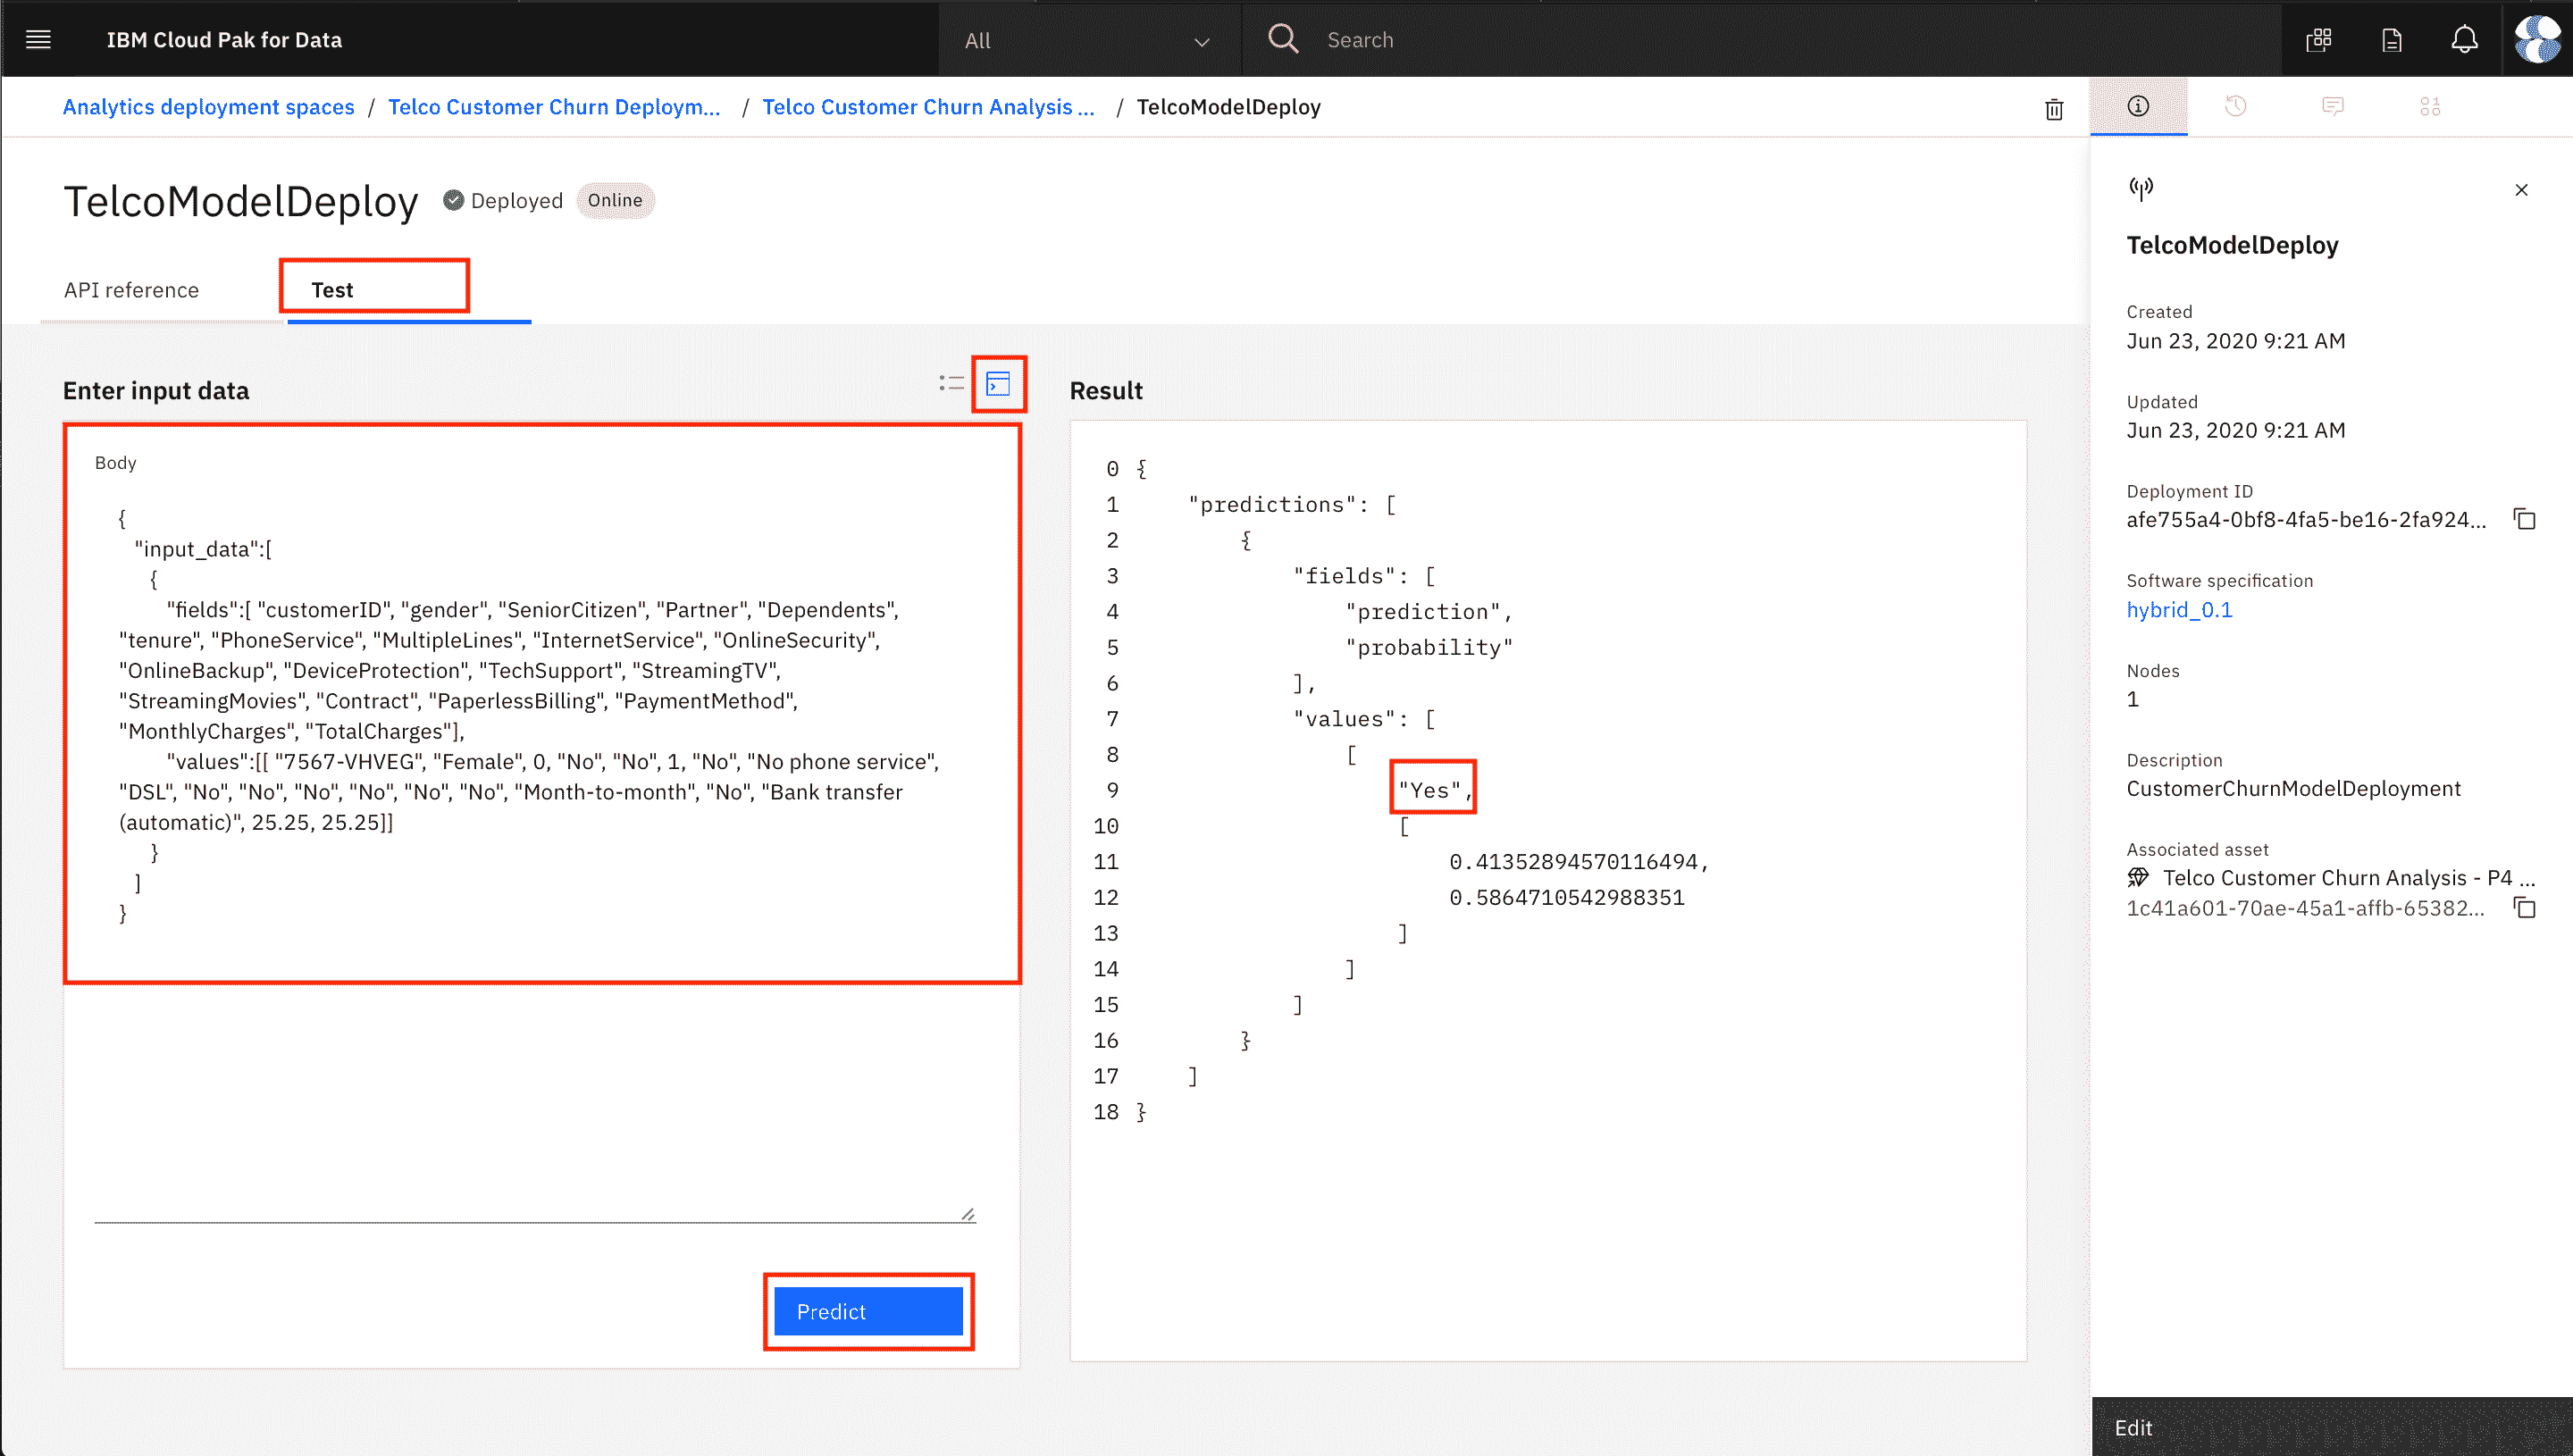 IBM Cloud Pak for Data
All
Search
Analytics deployment spaces / Telco Customer Churn Deploym... / Telco Customer Churn Analysis ... / TelcoModelDeploy
TelcoModelDeploy
Deployed
Online
API reference
Test
Enter input data
Body
{
"input_data":[
{
"fields":[ "customerID", "gender", "SeniorCitizen", "Partner", "Dependents",
"tenure", "PhoneService", "MultipleLines", "InternetService", "OnlineSecurity",
"OnlineBackup", "DeviceProtection", "TechSupport", "StreamingTV",
"StreamingMovies", "Contract", "PaperlessBilling", "PaymentMethod",
"MonthlyCharges", "TotalCharges"],
"values":[[ "7567-VHVEG", "Female", 0, "No", "No", 1, "No", "No phone service",
"DSL", "No", "No", "No", "No", "No", "No", "Month-to-month", "No", "Bank transfer
(automatic)", 25.25, 25.25]]
}
]
}
Predict
Result
0 {
1 "predictions": [
2 {
3 "fields": [
4 "prediction",
5 "probability"
6 ],
7 "values": [
8 [
9 "Yes",
10 [
11 0.41352894570116494,
12 0.5864710542988351
13 ]
14 ]
15 ]
16 }
17 ]
18 }
TelcoModelDeploy
Created
Jun 23, 2020 9:21 AM
Updated
Jun 23, 2020 9:21 AM
Deployment ID
afe755a4-0bf8-4fa5-be16-2fa924...
Software specification
hybrid_0.1
Nodes
1
Description
CustomerChurnModelDeployment
Associated asset
Telco Customer Churn Analysis - P4 ...
1c41a601-70ae-45a1-affb-65382...
Edit